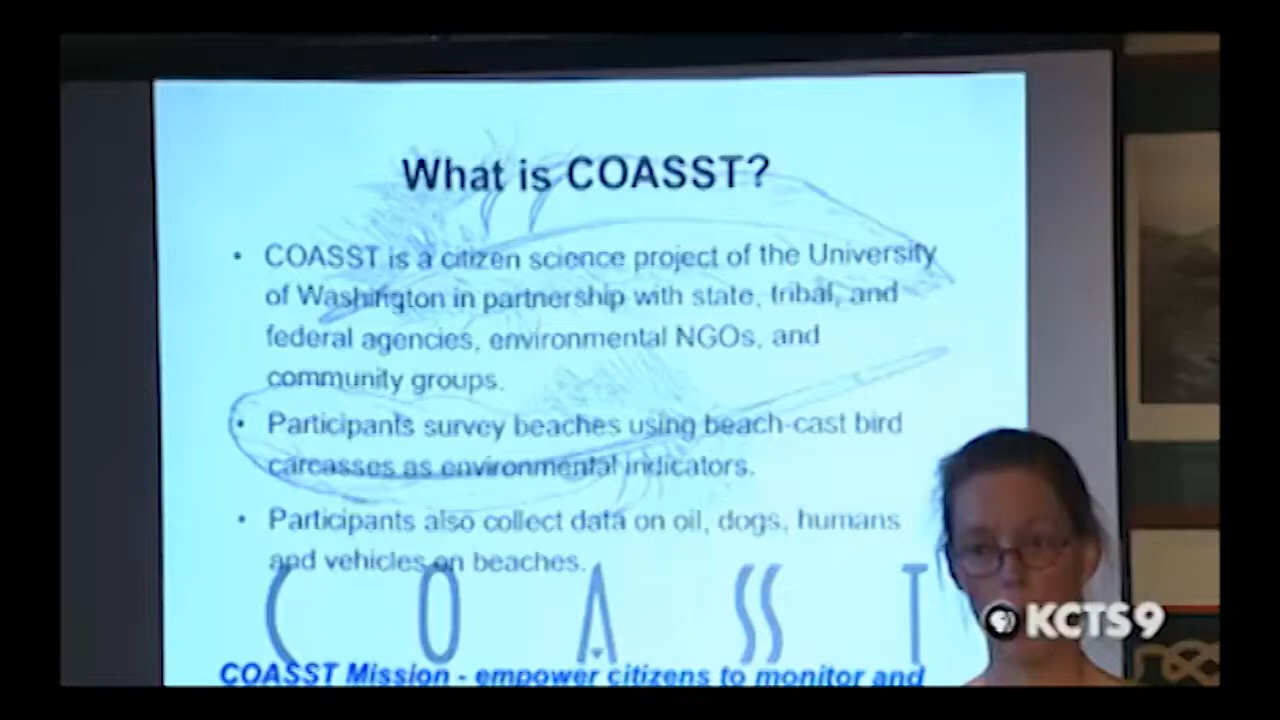 What is COASST?
• COASST is a citizen science project of the University
of Washington in partnership with state, tribal, and
federal agencies, environmental NGOs, and
community groups.
• Participants survey beaches using beach-cast bird
carcasses as environmental indicators.
• Participants also collect data on oil, dogs, humans
and vehicles on beaches.
C O A SS T
KCTS9
COASST Mission - empower citizens to monitor and